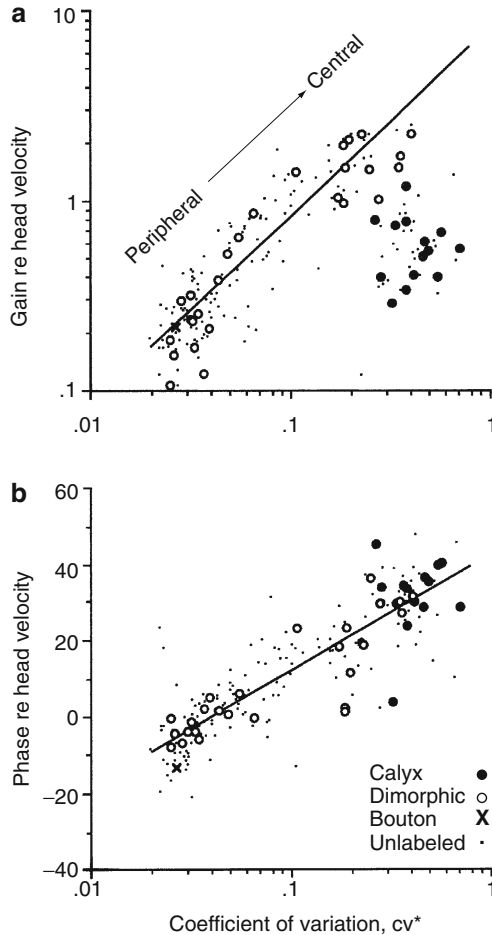 a
10
Central
Peripheral
Gain re head velocity
1
.1
.01
.1
1
b
60
40
20
0
−20
−40
Phase re head velocity
Calyx ●
Dimorphic ○
Bouton X
Unlabeled ·
.01
0.1
1
Coefficient of variation, cv*